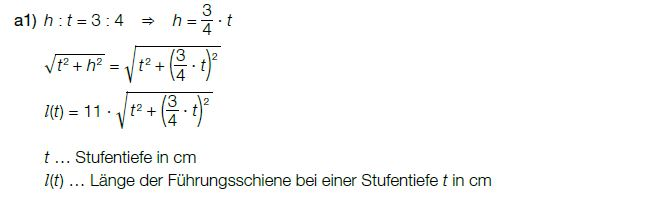 a1) h : t = 3 : 4 ⇒ h = 3/4 · t
√(t² + h²) = √(t² + (3/4 · t)²)
l(t) = 11 · √(t² + (3/4 · t)²)
t … Stufentiefe in cm
l(t) … Länge der Führungsschiene bei einer Stufentiefe t in cm